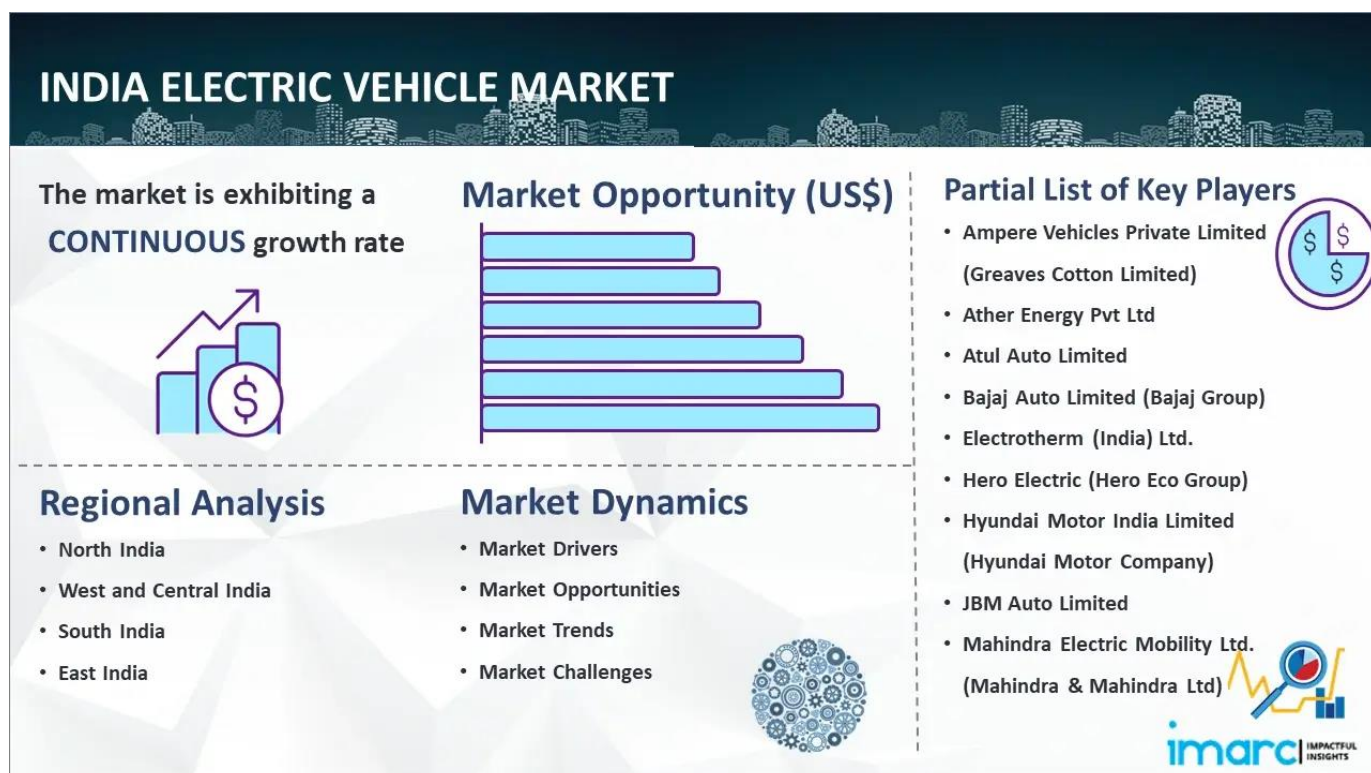 INDIA ELECTRIC VEHICLE MARKET
The market is exhibiting a
CONTINUOUS growth rate
$
Market Opportunity (US$)
Regional Analysis
• North India
• West and Central India
• South India
• East India
Market Dynamics
• Market Drivers
• Market Opportunities
• Market Trends
• Market Challenges
Partial List of Key Players
• Ampere Vehicles Private Limited
(Greaves Cotton Limited)
$ $
$
• Ather Energy Pvt Ltd
• Atul Auto Limited
• Bajaj Auto Limited (Bajaj Group)
• Electrotherm (India) Ltd.
• Hero Electric (Hero Eco Group)
• Hyundai Motor India Limited
(Hyundai Motor Company)
• JBM Auto Limited
• Mahindra Electric Mobility Ltd.
(Mahindra & Mahindra Ltd)
imarc
IMPACTFUL
INSIGHTS